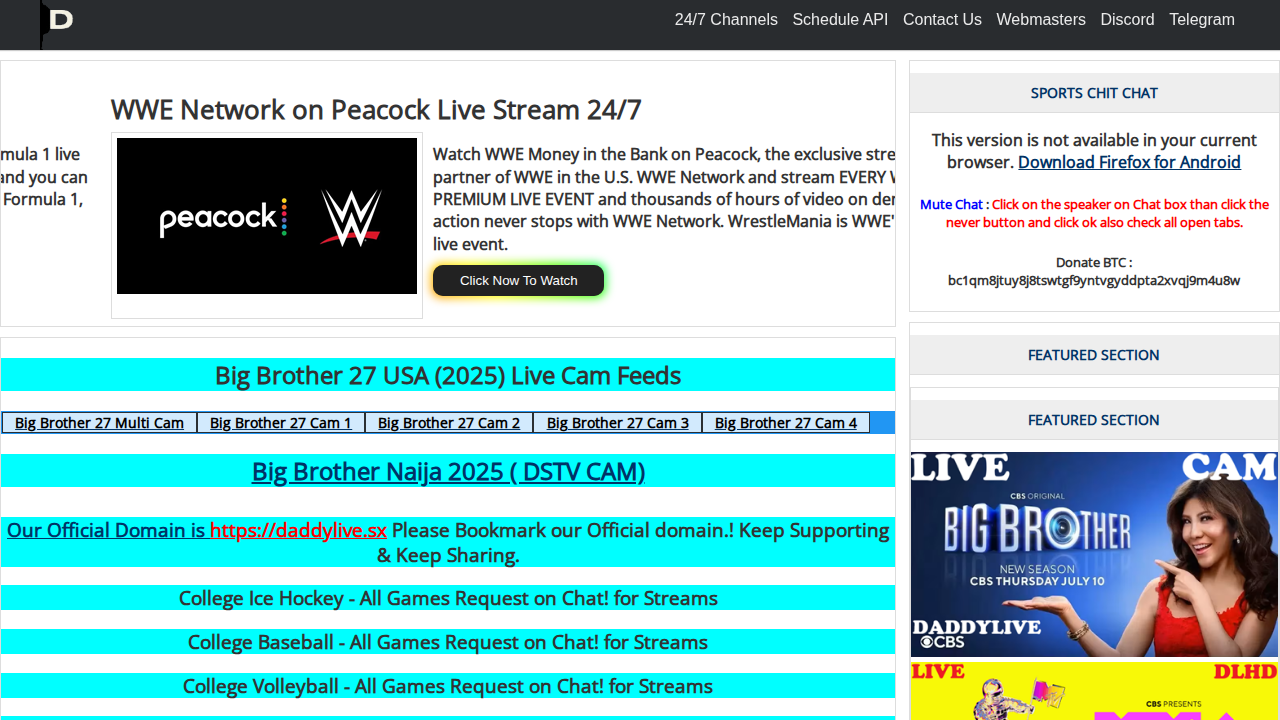 D
24/7 Channels Schedule API Contact Us Webmasters Discord Telegram
WWE Network on Peacock Live Stream 24/7
mula 1 live
and you can
Formula 1,
peacock W
Watch WWE Money in the Bank on Peacock, the exclusive stre
partner of WWE in the U.S. WWE Network and stream EVERY W
PREMIUM LIVE EVENT and thousands of hours of video on den
action never stops with WWE Network. WrestleMania is WWE'
live event.
Click Now To Watch
Big Brother 27 USA (2025) Live Cam Feeds
Big Brother 27 Multi Cam Big Brother 27 Cam 1 Big Brother 27 Cam 2 Big Brother 27 Cam 3 Big Brother 27 Cam 4
Big Brother Naija 2025 ( DSTV CAM)
Our Official Domain is https://daddylive.sx Please Bookmark our Official domain.! Keep Supporting
& Keep Sharing.
College Ice Hockey - All Games Request on Chat! for Streams
College Baseball - All Games Request on Chat! for Streams
College Volleyball - All Games Request on Chat! for Streams
SPORTS CHIT CHAT
This version is not available in your current
browser. Download Firefox for Android
Mute Chat : Click on the speaker on Chat box than click the
never button and click ok also check all open tabs.
Donate BTC :
bc1qm8jtuy8j8tswtgf9yntvgyddpta2xvqj9m4u8w
FEATURED SECTION
FEATURED SECTION
LIVE CAM
CBS ORIGINAL
BIG BROTHER
NEW SEASON
CBS THURSDAY JULY 10
DADDYLIVE
CBS
LIVE DLHD
CBS PRESENTS